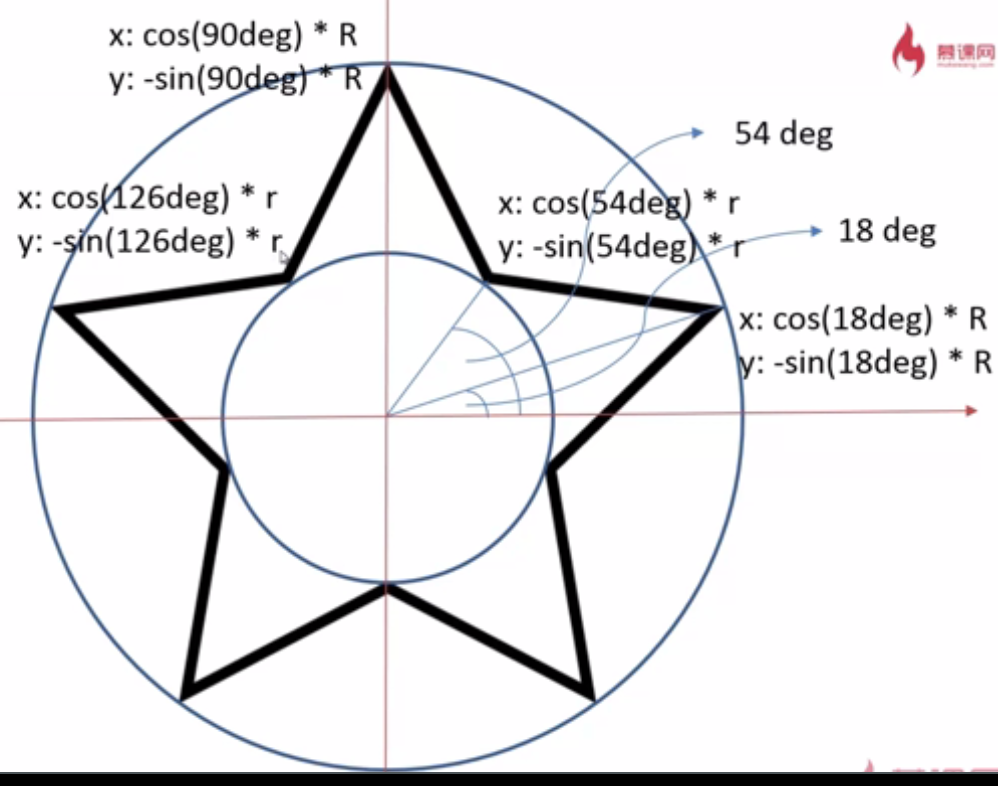 x: cos(90deg) * R
y: -sin(90deg) * R
慕课网
54 deg
x: cos(126deg) * r
y: -sin(126deg) * r
x: cos(54deg) * r
y: -sin(54deg) * r
18 deg
x: cos(18deg) * R
y: -sin(18deg) * R